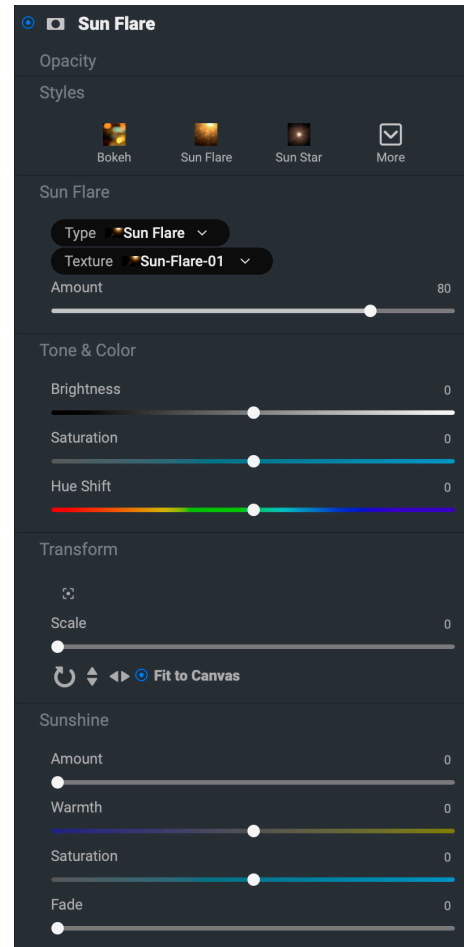 Sun Flare
Opacity
Styles
Bokeh Sun Flare Sun Star More
Sun Flare
Type Sun Flare
Texture Sun-Flare-01
Amount 80
Tone & Color
Brightness 0
Saturation 0
Hue Shift 0
Transform
Scale 0
Fit to Canvas
Sunshine
Amount 0
Warmth 0
Saturation 0
Fade 0